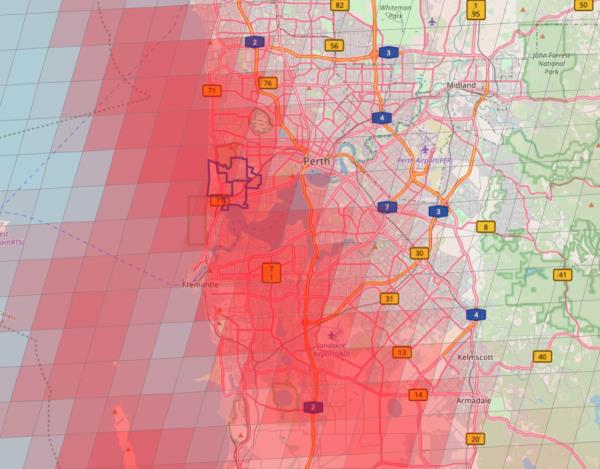 82
1
95
50
Whiteman
Park
2
56
3
John Forrest
National
Park
76
71
Midland
4
Perth
Perth Airport(PER)
71
7
3
8
30
7
1
41
Fremantle
31
4
Jandakot
Airport(JAD)
13
Kelmscott
40
14
Armadale
2
20